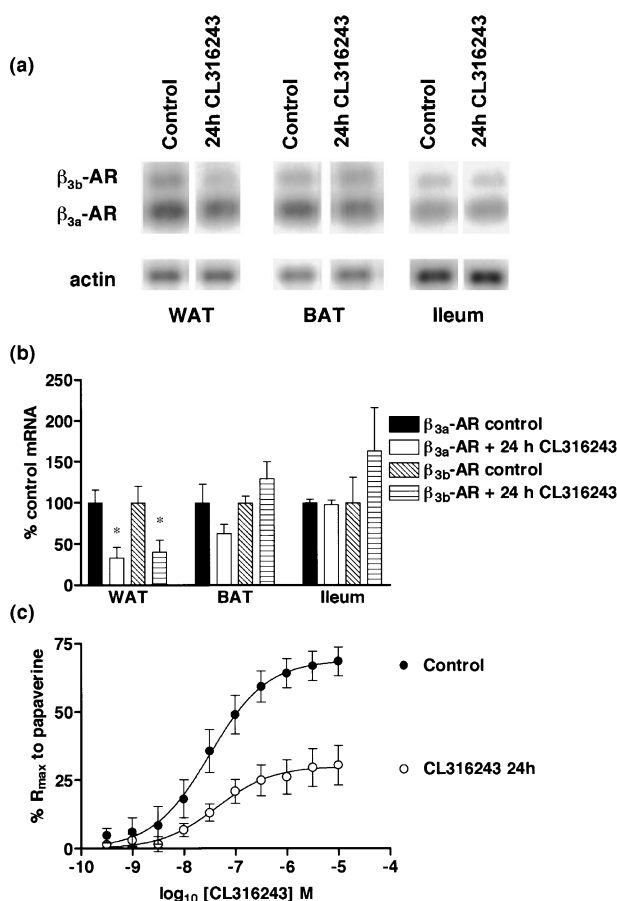 (a)
Control
24h CL316243
Control
24h CL316243
Control
24h CL316243
β3b-AR
β3a-AR
actin
WAT
BAT
Ileum
(b)
% control mRNA
250
200
150
100
50
0
*
*
WAT
BAT
Ileum
β3a-AR control
β3a-AR + 24 h CL316243
β3b-AR control
β3b-AR + 24 h CL316243
(c)
% Rmax to papaverine
75
50
25
0
-10
-9
-8
-7
-6
-5
-4
log10 [CL316243] M
Control
CL316243 24h